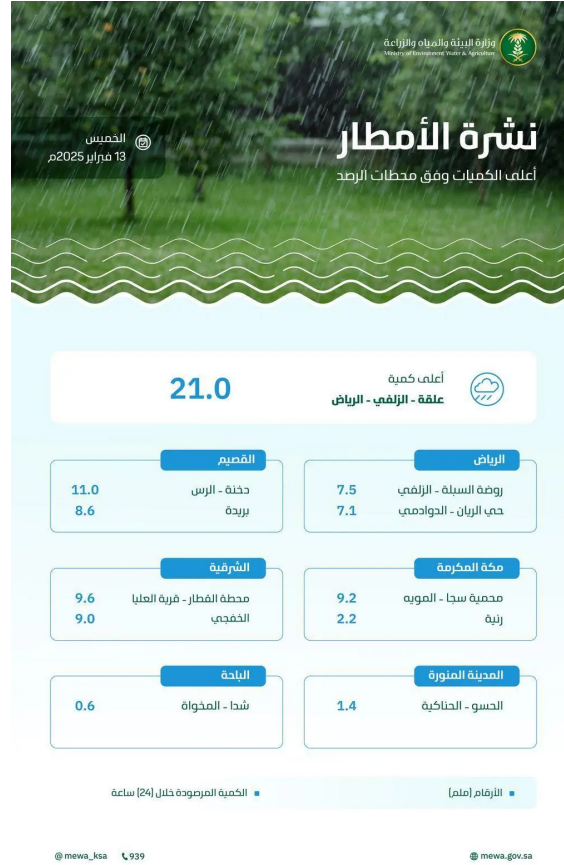 وزارة البيئة والمياه والزراعة
Ministry of Environment Water & Agriculture
نشرة الأمطار
أعلى الكميات وفق محطات الرصد
الخميس
13 فبراير 2025م
أعلى كمية
علقة - الزلفي - الرياض
21.0
الرياض
روضة السبلة - الزلفي 7.5
حي الريان - الدوادمي 7.1
القصيم
دخنة - الرس 11.0
بريدة 8.6
مكة المكرمة
محمية سجا - المويه 9.2
رنية 2.2
الشرقية
محطة القطار - قرية العليا 9.6
الخفجي 9.0
المدينة المنورة
الحسو - الحناكية 1.4
الباحة
شدا - المخواة 0.6
الأرقام (ملم)
الكمية المرصودة خلال (24) ساعة
@ mewa_ksa 939
mewa.gov.sa